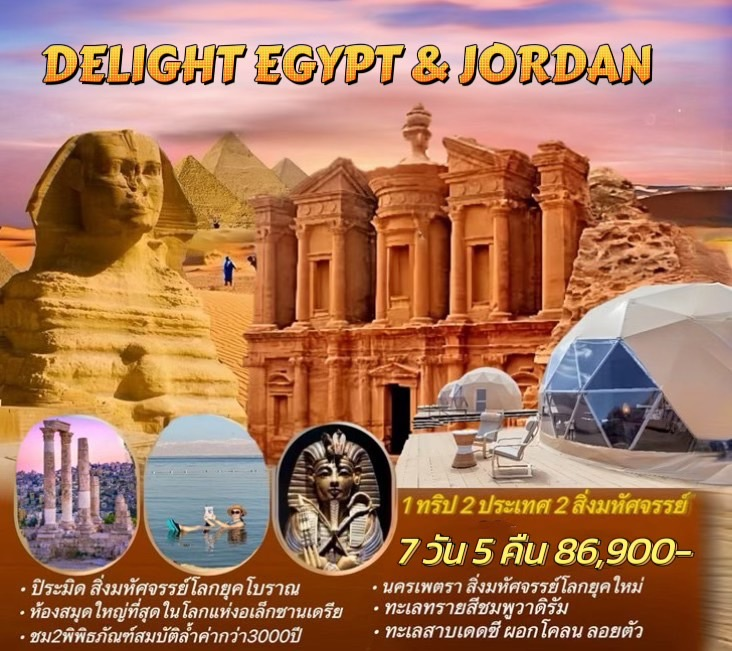 DELIGHT EGYPT & JORDAN
1 ทริป 2 ประเทศ 2 สิ่งมหัศจรรย์
7 วัน 5 คืน 86,900-
• ปิระมิด สิ่งมหัศจรรย์โลกยุคโบราณ
• ห้องสมุดใหญ่ที่สุดในโลกแห่งอเล็กซานเดรีย
• ชม2พิพิธภัณฑ์สมบัติล้ำค่ากว่า3000ปี
• นครเพตรา สิ่งมหัศจรรย์โลกยุคใหม่
• ทะเลทรายสีชมพูวาดิรัม
• ทะเลสาบเดดซี ผอกโคลน ลอยตัว